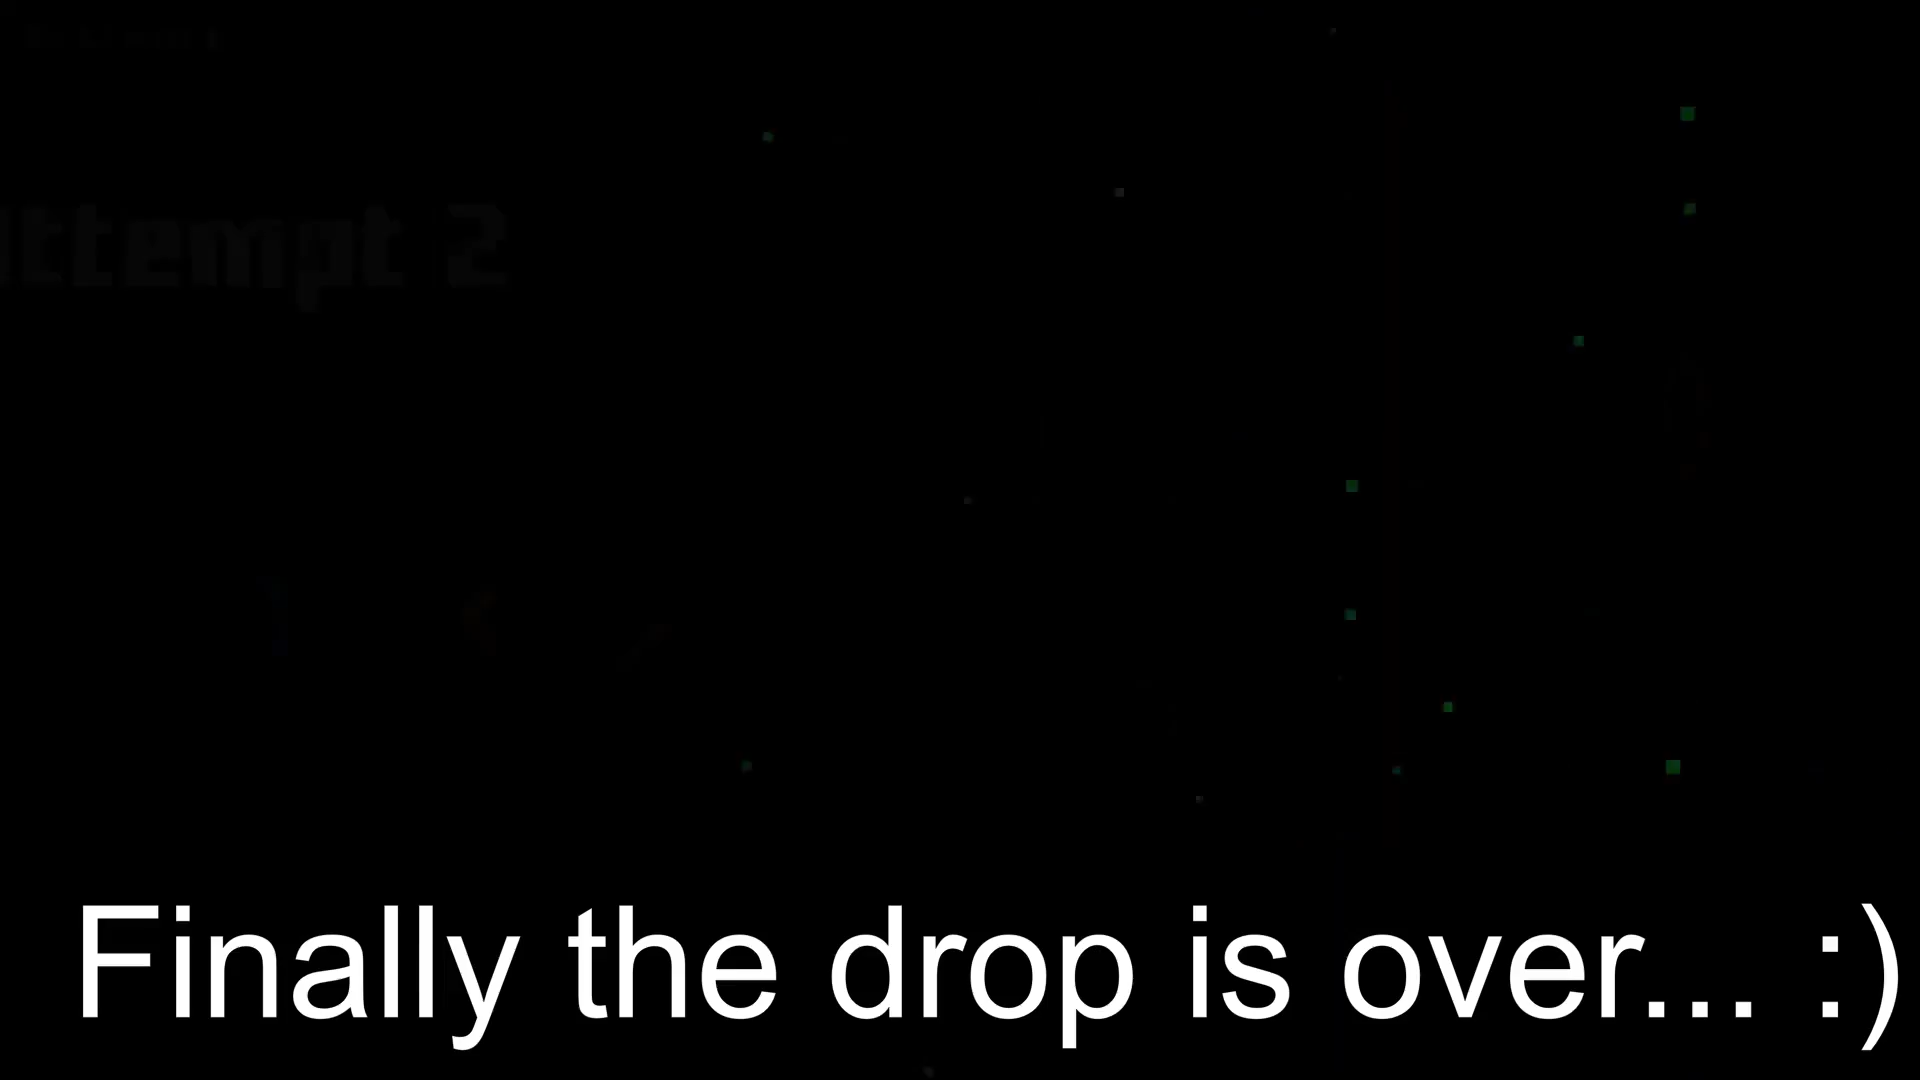 ttempt 2
Finally the drop is over... :)